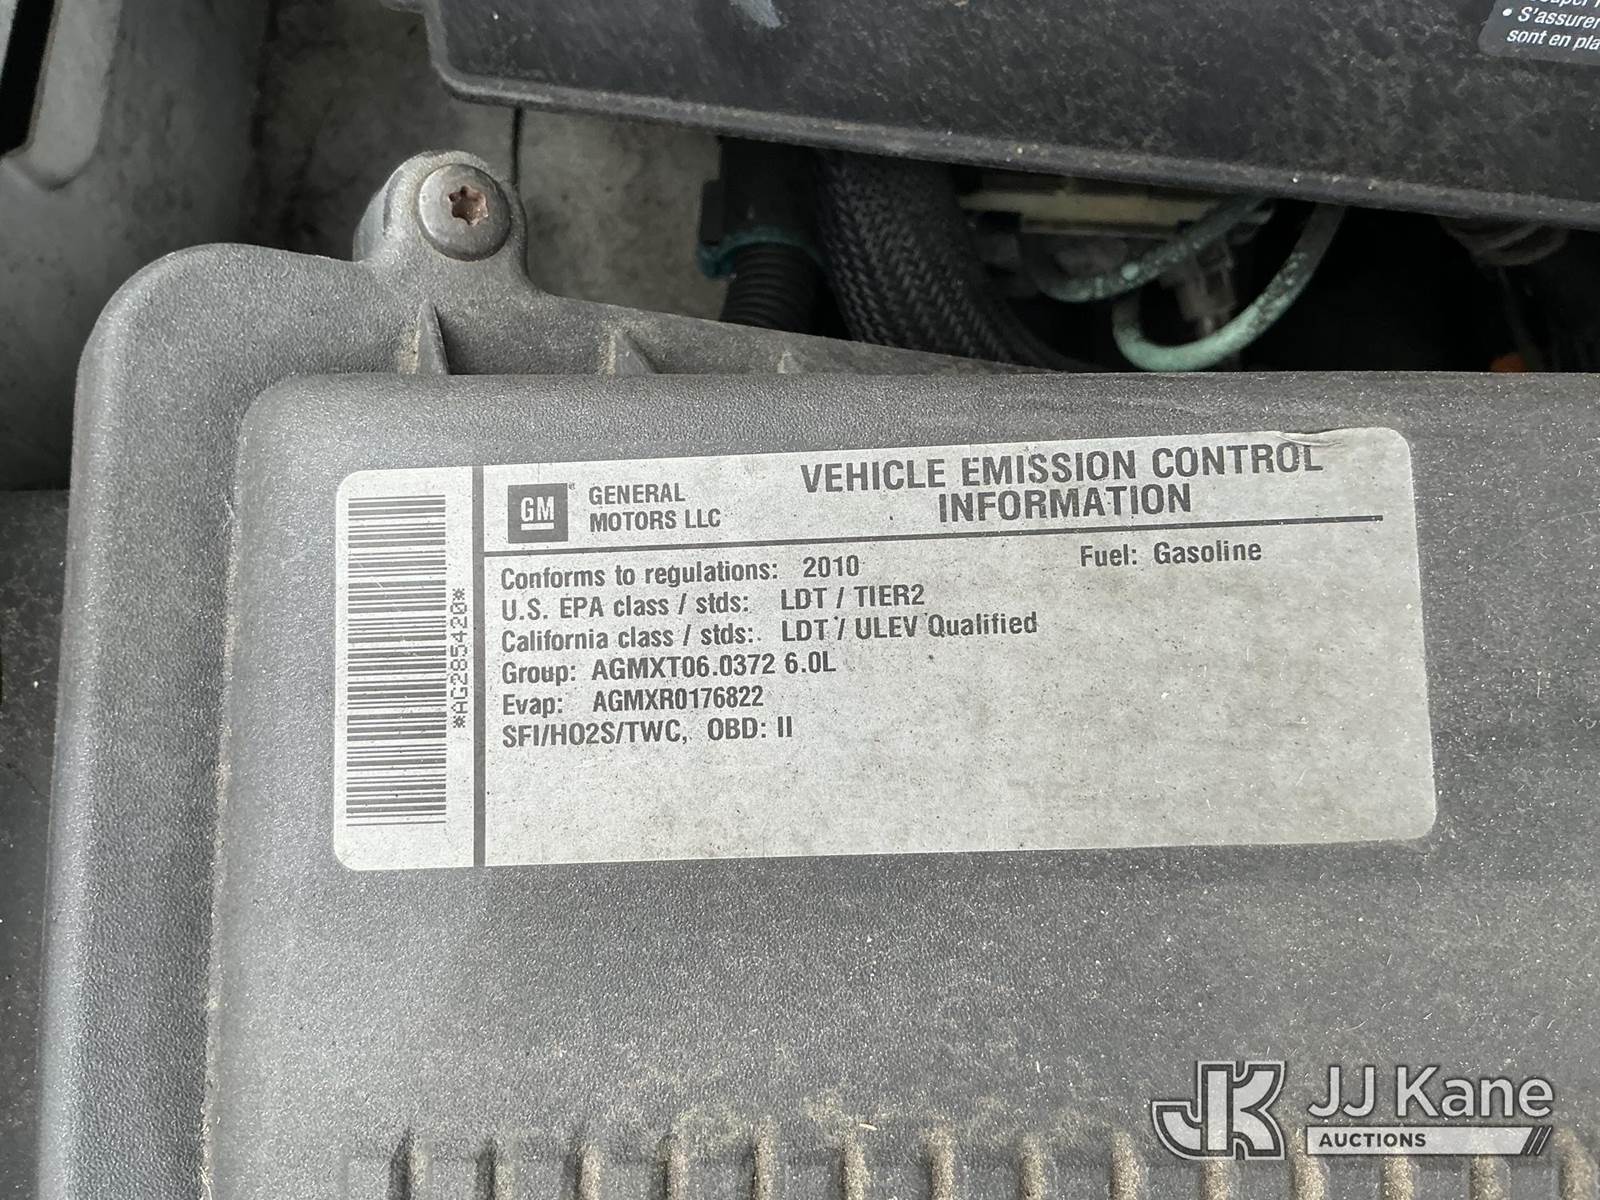 • S'assurer
sont en pla
GM
GENERAL
MOTORS LLC
VEHICLE EMISSION CONTROL
INFORMATION
Conforms to regulations: 2010
Fuel: Gasoline
U.S. EPA class / stds: LDT / TIER2
California class / stds: LDT / ULEV Qualified
Group: AGMXT06.0372 6.0L
Evap: AGMXR0176822
SFI/HO2S/TWC, OBD: II
*AG285420*
JK
JJ Kane
AUCTIONS